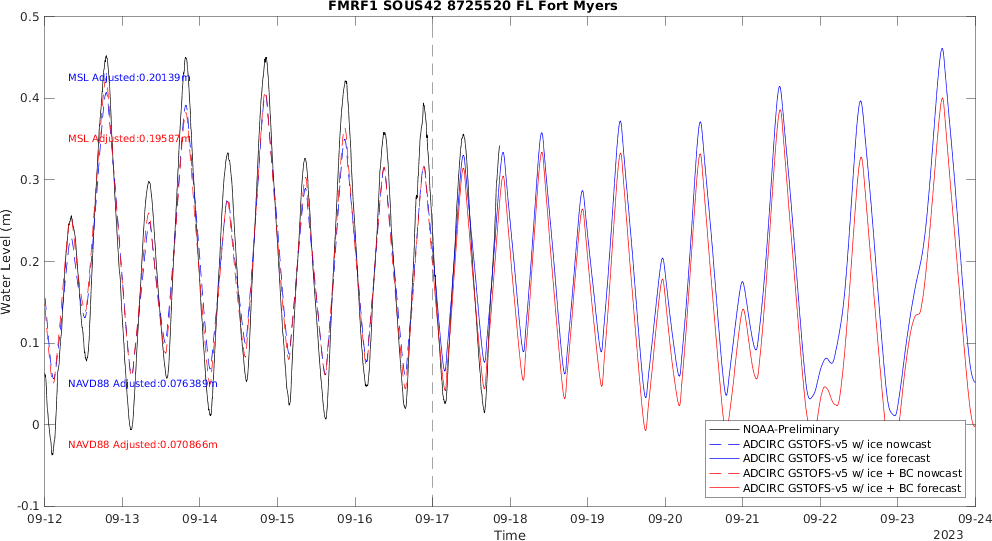 FMRF1 SOUS42 8725520 FL Fort Myers
0.5
0.4
0.3
0.2
0.1
0
-0.1
Water Level (m)
MSL Adjusted:0.20139m
MSL Adjusted:0.19587m
NAVD88 Adjusted:0.076389m
NAVD88 Adjusted:0.070866m
NOAA-Preliminary
ADCIRC GSTOFS-v5 w/ ice nowcast
ADCIRC GSTOFS-v5 w/ ice forecast
ADCIRC GSTOFS-v5 w/ ice + BC nowcast
ADCIRC GSTOFS-v5 w/ ice + BC forecast
09-12 09-13 09-14 09-15 09-16 09-17 09-18 09-19 09-20 09-21 09-22 09-23 09-24
Time
2023